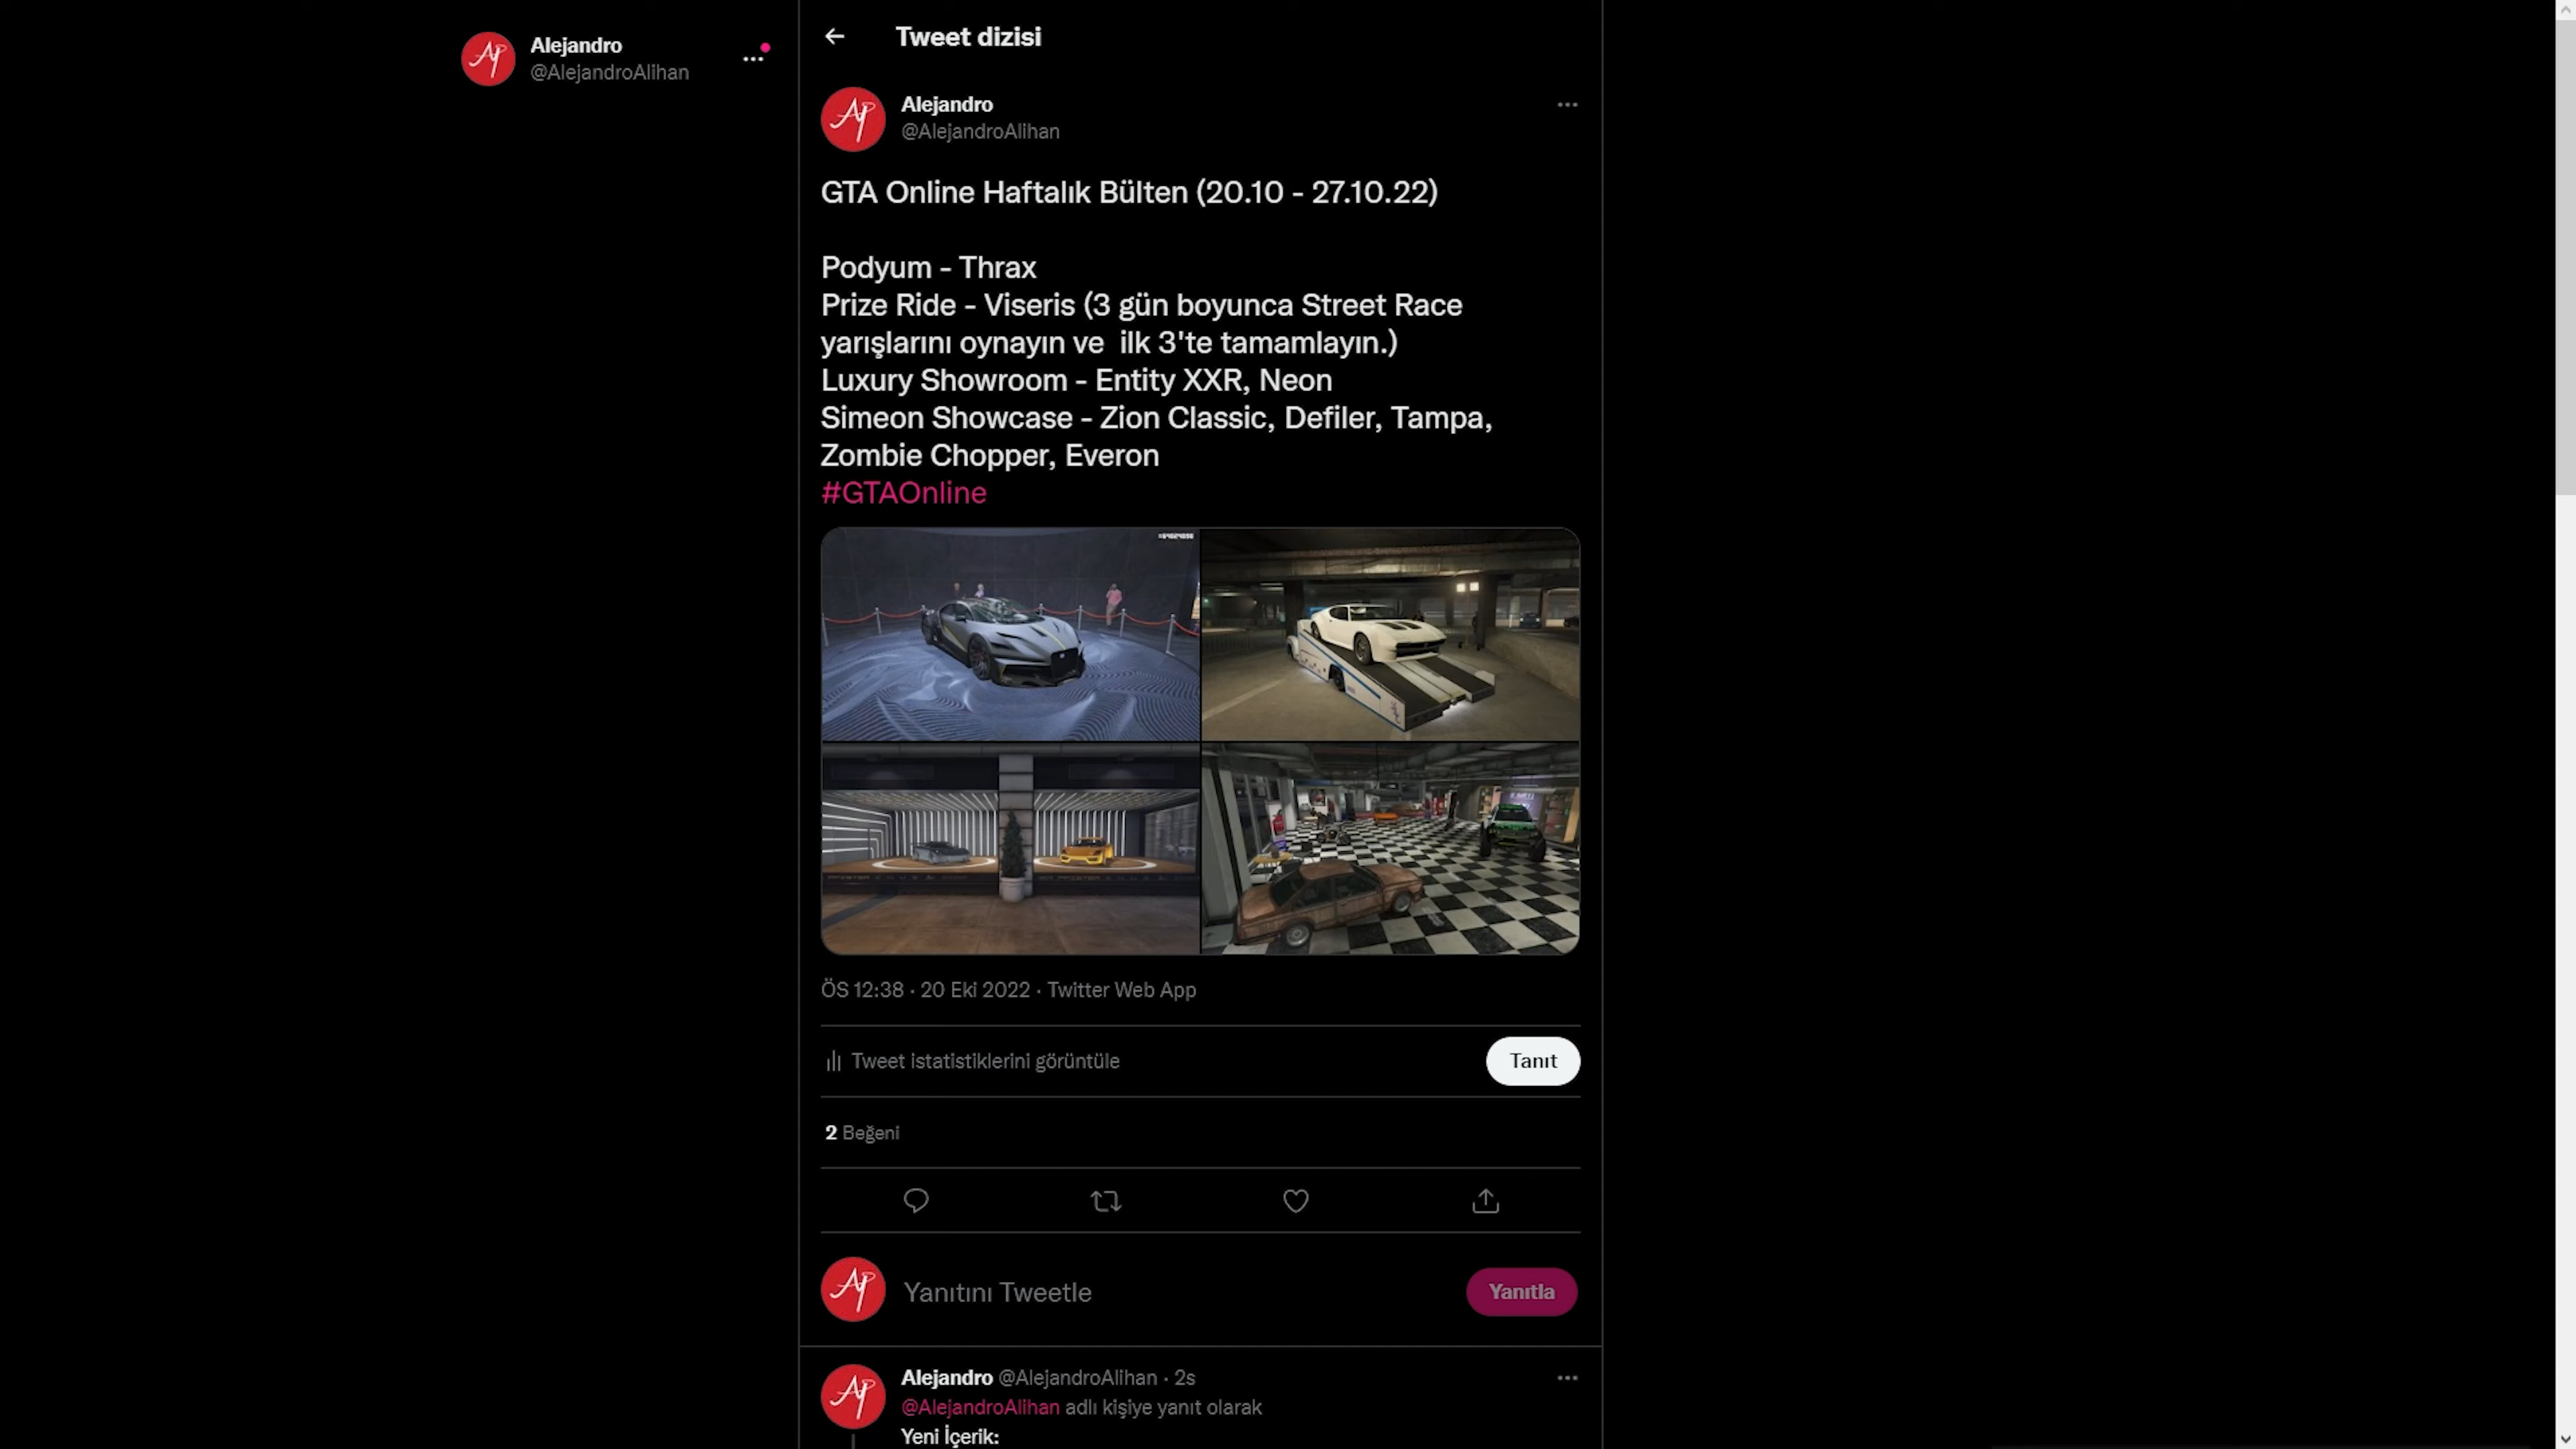 Alejandro
@AlejandroAlihan
Tweet dizisi
Alejandro
@AlejandroAlihan
GTA Online Haftalık Bülten (20.10 - 27.10.22)
Podyum - Thrax
Prize Ride - Viseris (3 gün boyunca Street Race
yarışlarını oynayın ve  ilk 3'te tamamlayın.)
Luxury Showroom - Entity XXR, Neon
Simeon Showcase - Zion Classic, Defiler, Tampa,
Zombie Chopper, Everon
#GTAOnline
ÖS 12:38 · 20 Eki 2022 · Twitter Web App
Tweet istatistiklerini görüntüle
Tanıt
2 Beğeni
Yanıtını Tweetle
Yanıtla
Alejandro @AlejandroAlihan · 2s
@AlejandroAlihan adlı kişiye yanıt olarak
Yeni İçerik: